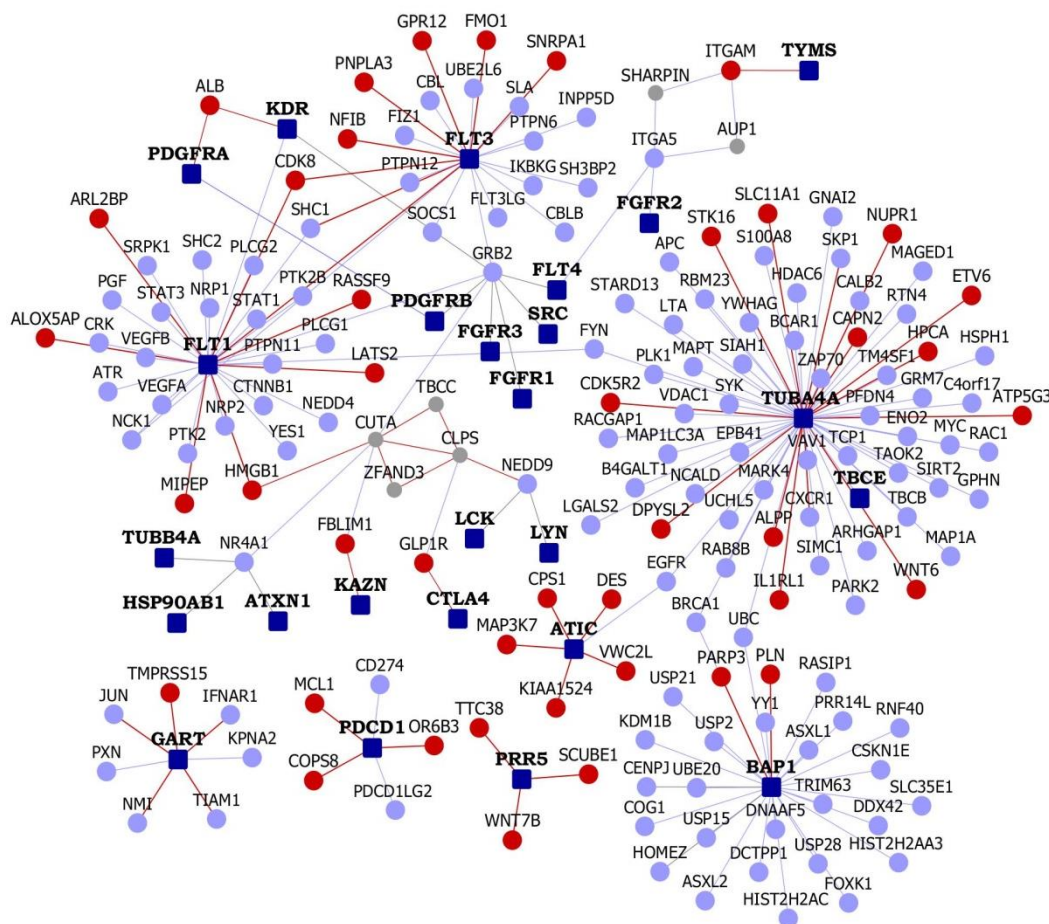 GPR12 FMO1
SNRPA1 ITGAM TYMS
PNPLA3 CBL UBE2L6 SHARPIN
ALB KDR SLA INPP5D
NFIB FIZ1 PTPN6 AUP1
FLT3 ITGA5
PDGFRA CDK8 PTPN12 IKBKG SH3BP2
ARL2BP FLT3LG SLC11A1 GNAI2
SHC1 SOCS1 CBLB FGFR2 STK16 NUPR1
SRPK1 SHC2 PLCG2 GRB2 APC S100A8 SKP1 MAGED1
PGF STAT3 NRP1 PTK2B RASSF9 FLT4 STARD13 RBM23 HDAC6 CALB2 ETV6
ALOX5AP STAT1 PDGFRB LTA YWHAG RTN4
CRK VEGFB PLCG1 SRC BCAR1 CAPN2 HPCA HSPH1
FLT1 PTPN11 FGFR3 FYN MAPT SIAH1 ZAP70 TM4SF1
ATR LATS2 FGFR1 PLK1 SYK GRM7 C4orf17
VEGFA CTNNB1 TBCC CDK5R2 VDAC1 TUBA4A PFDN4 ATP5G3
NCK1 NRP2 NEDD4 CUTA RACGAP1 ENO2 MYC RAC1
PTK2 YES1 CLPS MAP1LC3A EPB41 VAV1 TCP1 TAOK2
HMGB1 ZFAND3 NEDD9 B4GALT1 NCALD MARK4 TBCE SIRT2 GPHN
MIPEP UCHL5 CXCR1 TBCB
FBLIM1 LCK LGALS2 DPYSL2 ALPP ARHGAP1 MAP1A
TUBB4A NR4A1 GLP1R LYN EGFR RAB8B SIMC1
HSP90AB1 ATXN1 KAZN CTLA4 CPS1 DES IL1RL1 PARK2 WNT6
MAP3K7 ATIC BRCA1 UBC
TMPRSS15 CD274 VWC2L PARP3 PLN RASIP1
JUN IFNAR1 MCL1 KIAA1524 USP21
PDCD1 OR6B3 TTC38 KDM1B USP2 YY1 PRR14L RNF40
GART KPNA2 ASXL1
PXN COPS8 PRR5 SCUBE1 CENPJ UBE20 BAP1 CSKN1E
NMI TIAM1 PDCD1LG2 TRIM63 SLC35E1
WNT7B COG1 USP15 DNAAF5 DDX42
HOMEZ DCTPP1 USP28 HIST2H2AA3
ASXL2 HIST2H2AC FOXK1